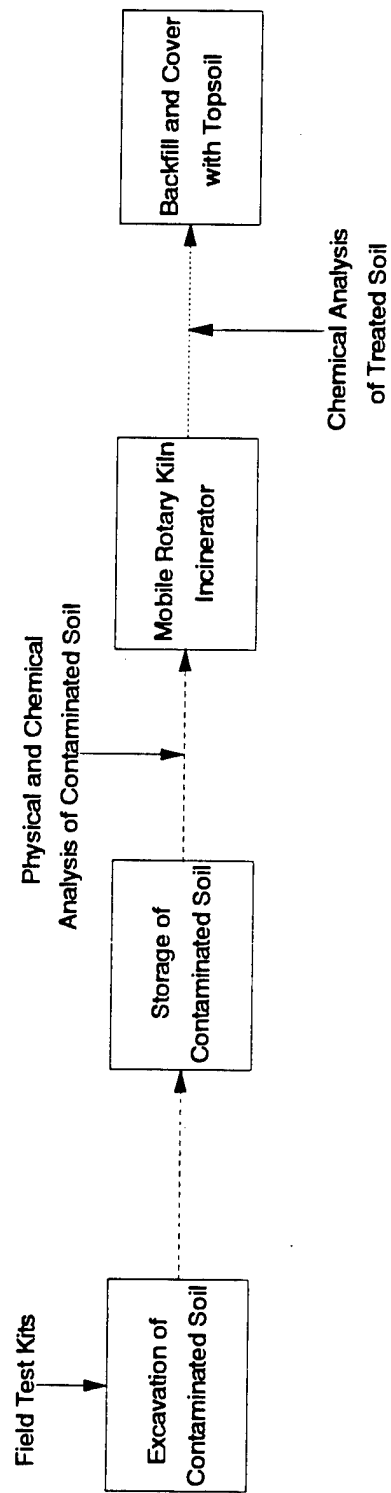 Field Test Kits
Excavation of
Contaminated Soil
Storage of
Contaminated Soil
Physical and Chemical
Analysis of Contaminated Soil
Mobile Rotary Kiln
Incinerator
Chemical Analysis
of Treated Soil
Backfill and Cover
with Topsoil